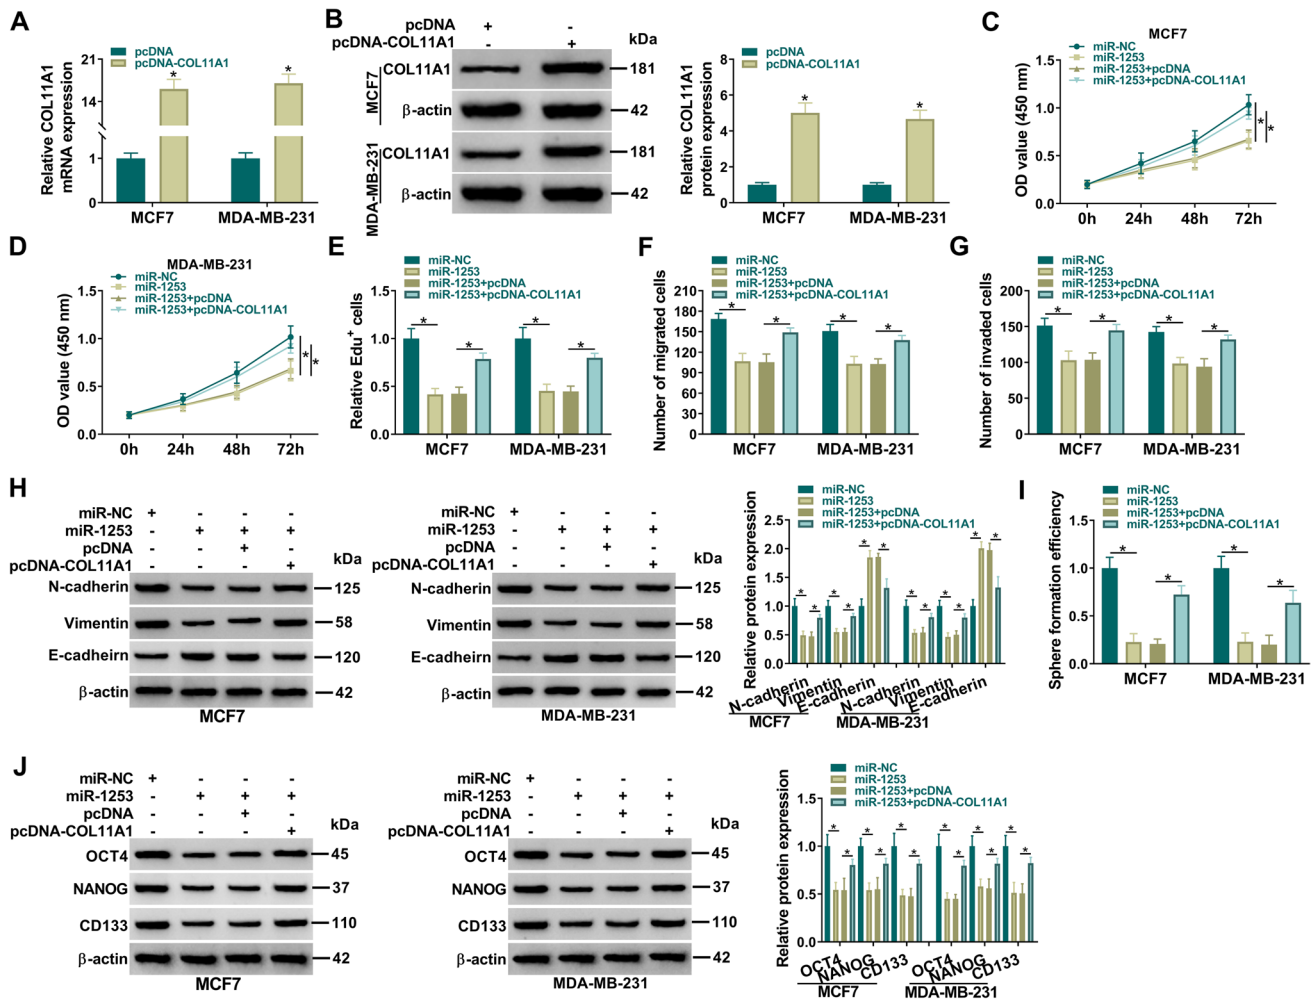 A
Relative COL11A1
mRNA expression
pcDNA
pcDNA-COL11A1
21
14
1
0
*
*
MCF7
MDA-MB-231
B
pcDNA + -
pcDNA-COL11A1 - +
kDa
MCF7
COL11A1 181
β-actin 42
MDA-MB-231
COL11A1 181
β-actin 42
Relative COL11A1
protein expression
pcDNA
pcDNA-COL11A1
8
6
4
2
0
*
*
MCF7
MDA-MB-231
C
MCF7
miR-NC
miR-1253
miR-1253+pcDNA
miR-1253+pcDNA-COL11A1
OD value (450 nm)
1.5
1.0
0.5
0.0
*
*
0h 24h 48h 72h
D
MDA-MB-231
miR-NC
miR-1253
miR-1253+pcDNA
miR-1253+pcDNA-COL11A1
OD value (450 nm)
1.5
1.0
0.5
0.0
* *
0h 24h 48h 72h
E
miR-NC
miR-1253
miR-1253+pcDNA
miR-1253+pcDNA-COL11A1
Relative Edu+ cells
1.5
1.0
0.5
0.0
* * * *
MCF7 MDA-MB-231
F
miR-NC
miR-1253
miR-1253+pcDNA
miR-1253+pcDNA-COL11A1
Number of migrated cells
210
180
150
120
90
60
30
0
* * * *
MCF7 MDA-MB-231
G
miR-NC
miR-1253
miR-1253+pcDNA
miR-1253+pcDNA-COL11A1
Number of invaded cells
200
150
100
50
0
* * * *
MCF7 MDA-MB-231
H
miR-NC + - - -
miR-1253 - + + +
pcDNA - - + -
pcDNA-COL11A1 - - - +
kDa
N-cadherin 125
Vimentin 58
E-cadheirn 120
β-actin 42
MCF7
miR-NC + - - -
miR-1253 - + + +
pcDNA - - + -
pcDNA-COL11A1 - - - +
kDa
N-cadherin 125
Vimentin 58
E-cadheirn 120
β-actin 42
MDA-MB-231
miR-NC
miR-1253
miR-1253+pcDNA
miR-1253+pcDNA-COL11A1
Relative protein expression
2.5
2.0
1.5
1.0
0.5
0.0
* * * * * * * * * * * *
N-cadherin Vimentin E-cadherin N-cadherin Vimentin E-cadherin
MCF7 MDA-MB-231
I
miR-NC
miR-1253
miR-1253+pcDNA
miR-1253+pcDNA-COL11A1
Sphere formation efficiency
1.5
1.0
0.5
0.0
* * * *
MCF7 MDA-MB-231
J
miR-NC + - - -
miR-1253 - + + +
pcDNA - - + -
pcDNA-COL11A1 - - - +
kDa
OCT4 45
NANOG 37
CD133 110
β-actin 42
MCF7
miR-NC + - - -
miR-1253 - + + +
pcDNA - - + -
pcDNA-COL11A1 - - - +
kDa
OCT4 45
NANOG 37
CD133 110
β-actin 42
MDA-MB-231
miR-NC
miR-1253
miR-1253+pcDNA
miR-1253+pcDNA-COL11A1
Relative protein expression
1.5
1.0
0.5
0.0
* * * * * * * * * * * *
OCT4 NANOG CD133 OCT4 NANOG CD133
MCF7 MDA-MB-231